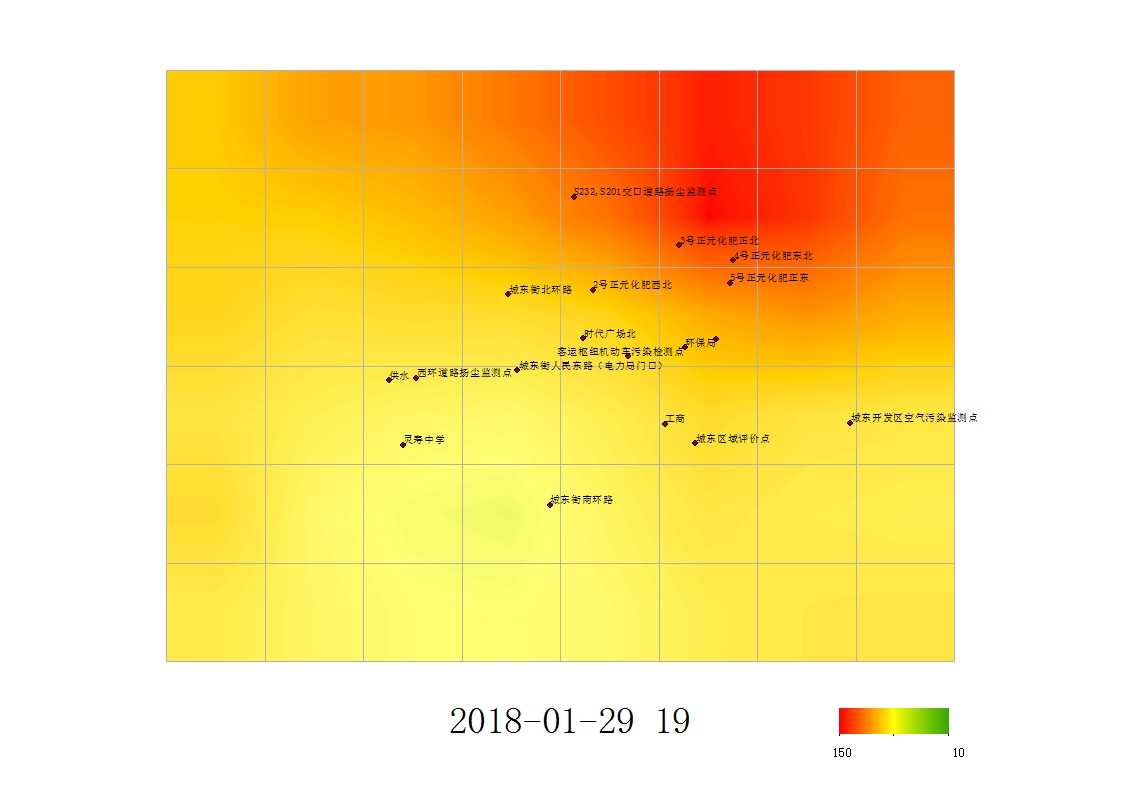 S232,S201交口道路扬尘监测点
3号正元化肥正北
4号正元化肥东北
5号正元化肥正东
2号正元化肥西北
城东街北环路
时代广场北
环保局
客运枢纽机动车污染检测点
城东街人民东路（电力局门口）
西环道路扬尘监测点
供水
工商
城东开发区空气污染监测点
城东区域评价点
灵寿中学
城东街南环路
2018-01-29 19
150
10